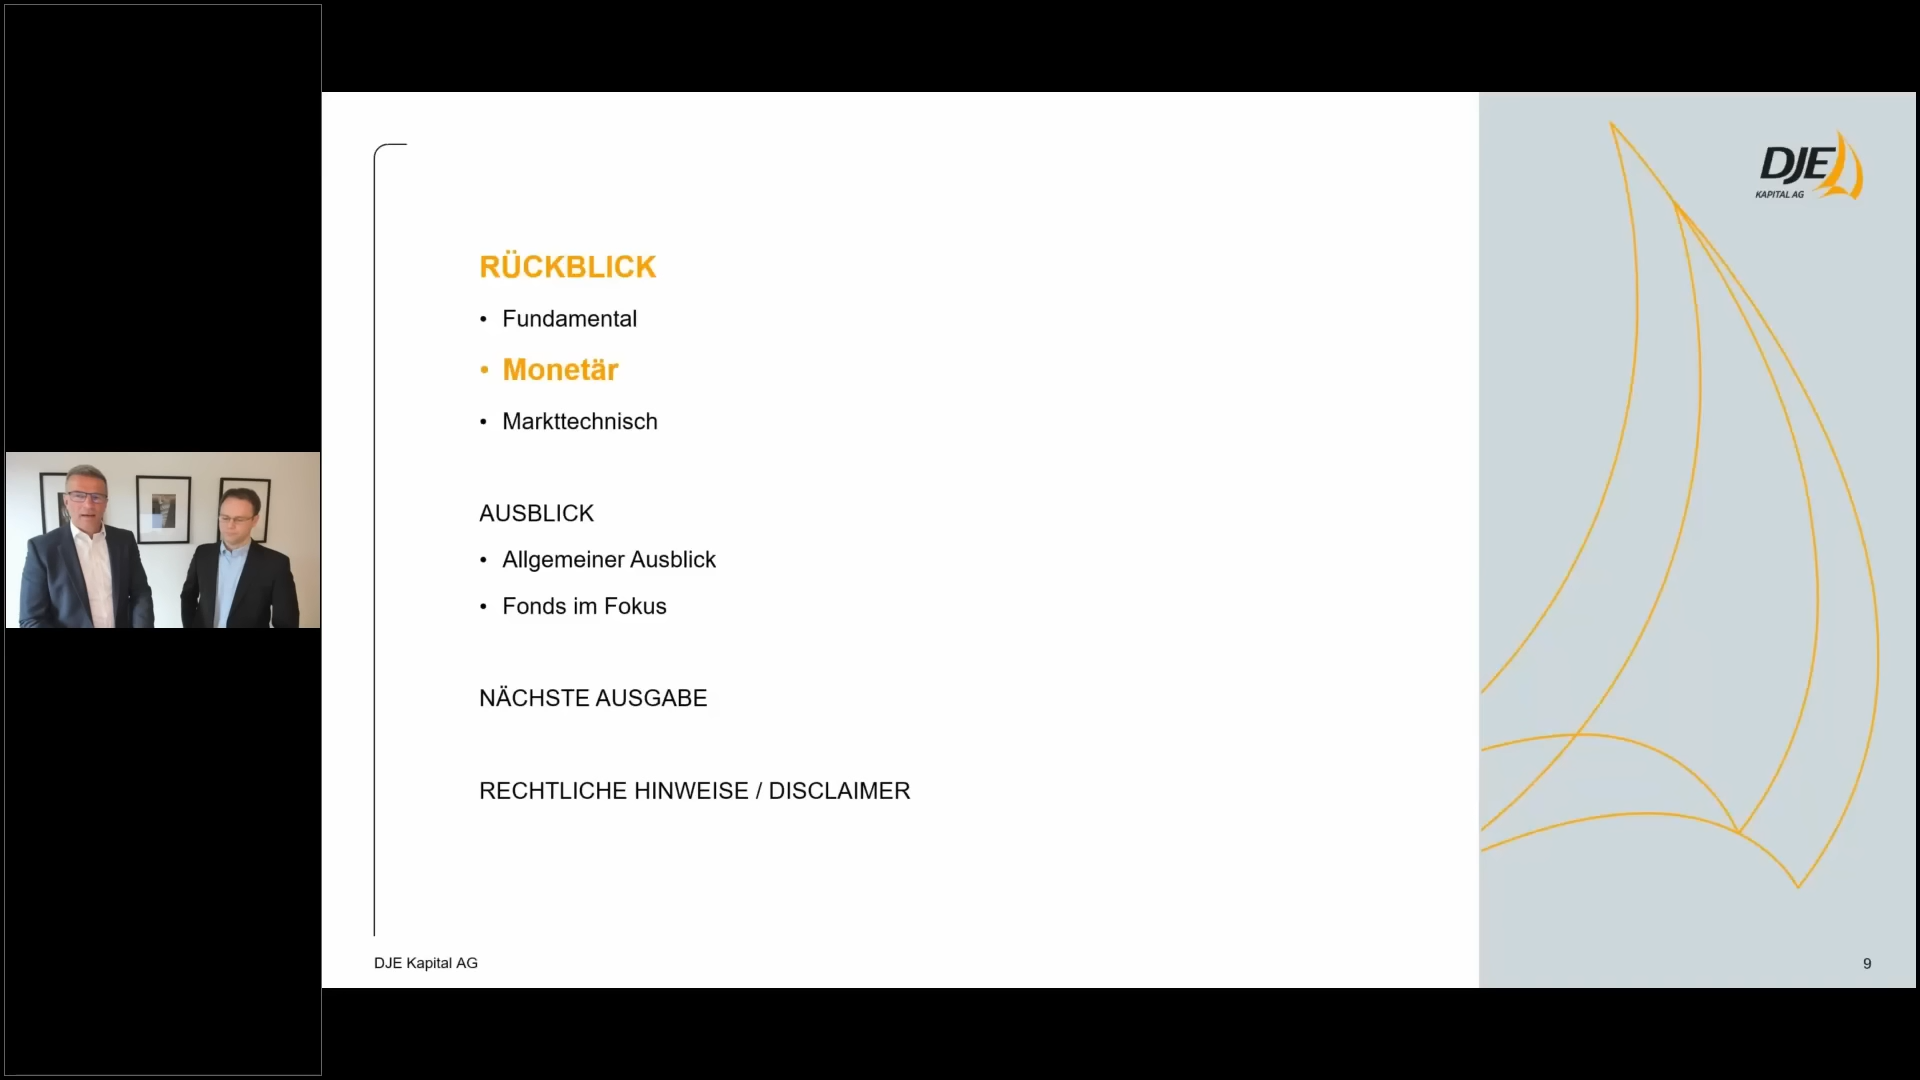 DJE
KAPITAL AG
RÜCKBLICK
• Fundamental
• Monetär
• Markttechnisch
AUSBLICK
• Allgemeiner Ausblick
• Fonds im Fokus
NÄCHSTE AUSGABE
RECHTLICHE HINWEISE / DISCLAIMER
DJE Kapital AG
9